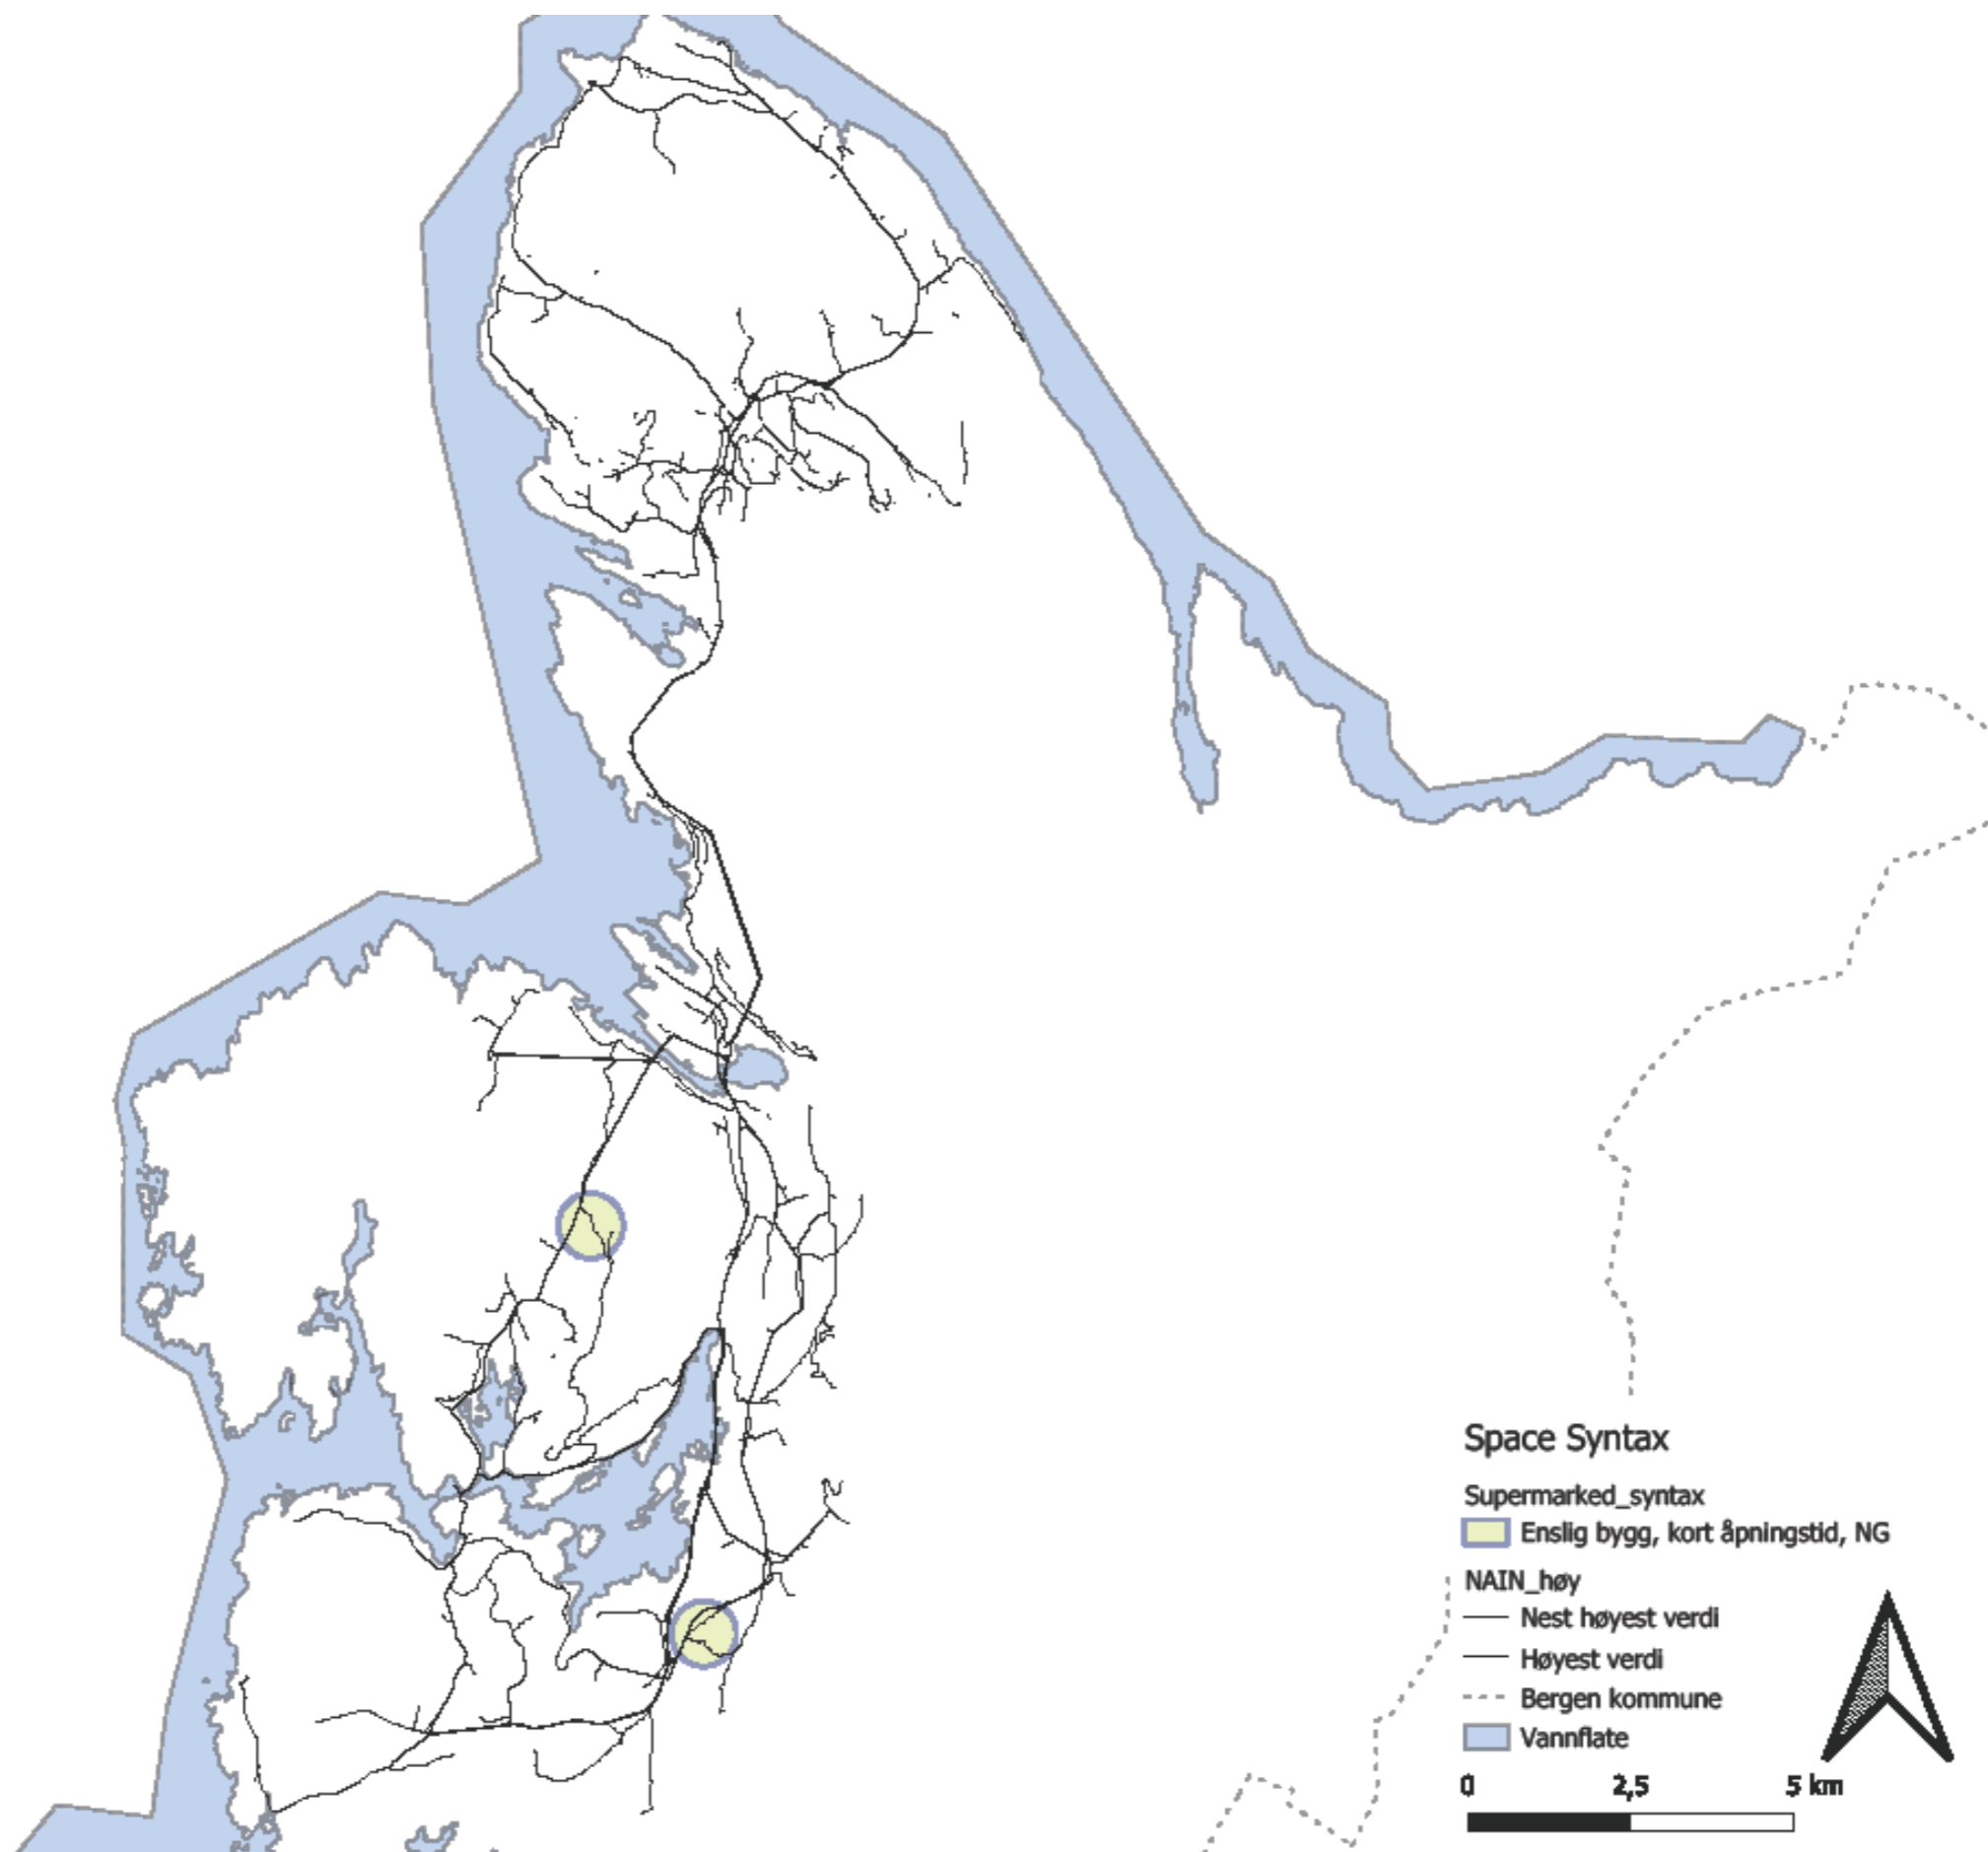 Space Syntax
Supermarked_syntax
Enslig bygg, kort åpningstid, NG
NAIN_høy
Nest høyest verdi
Høyest verdi
Bergen kommune
Vannflate
0 2,5 5 km